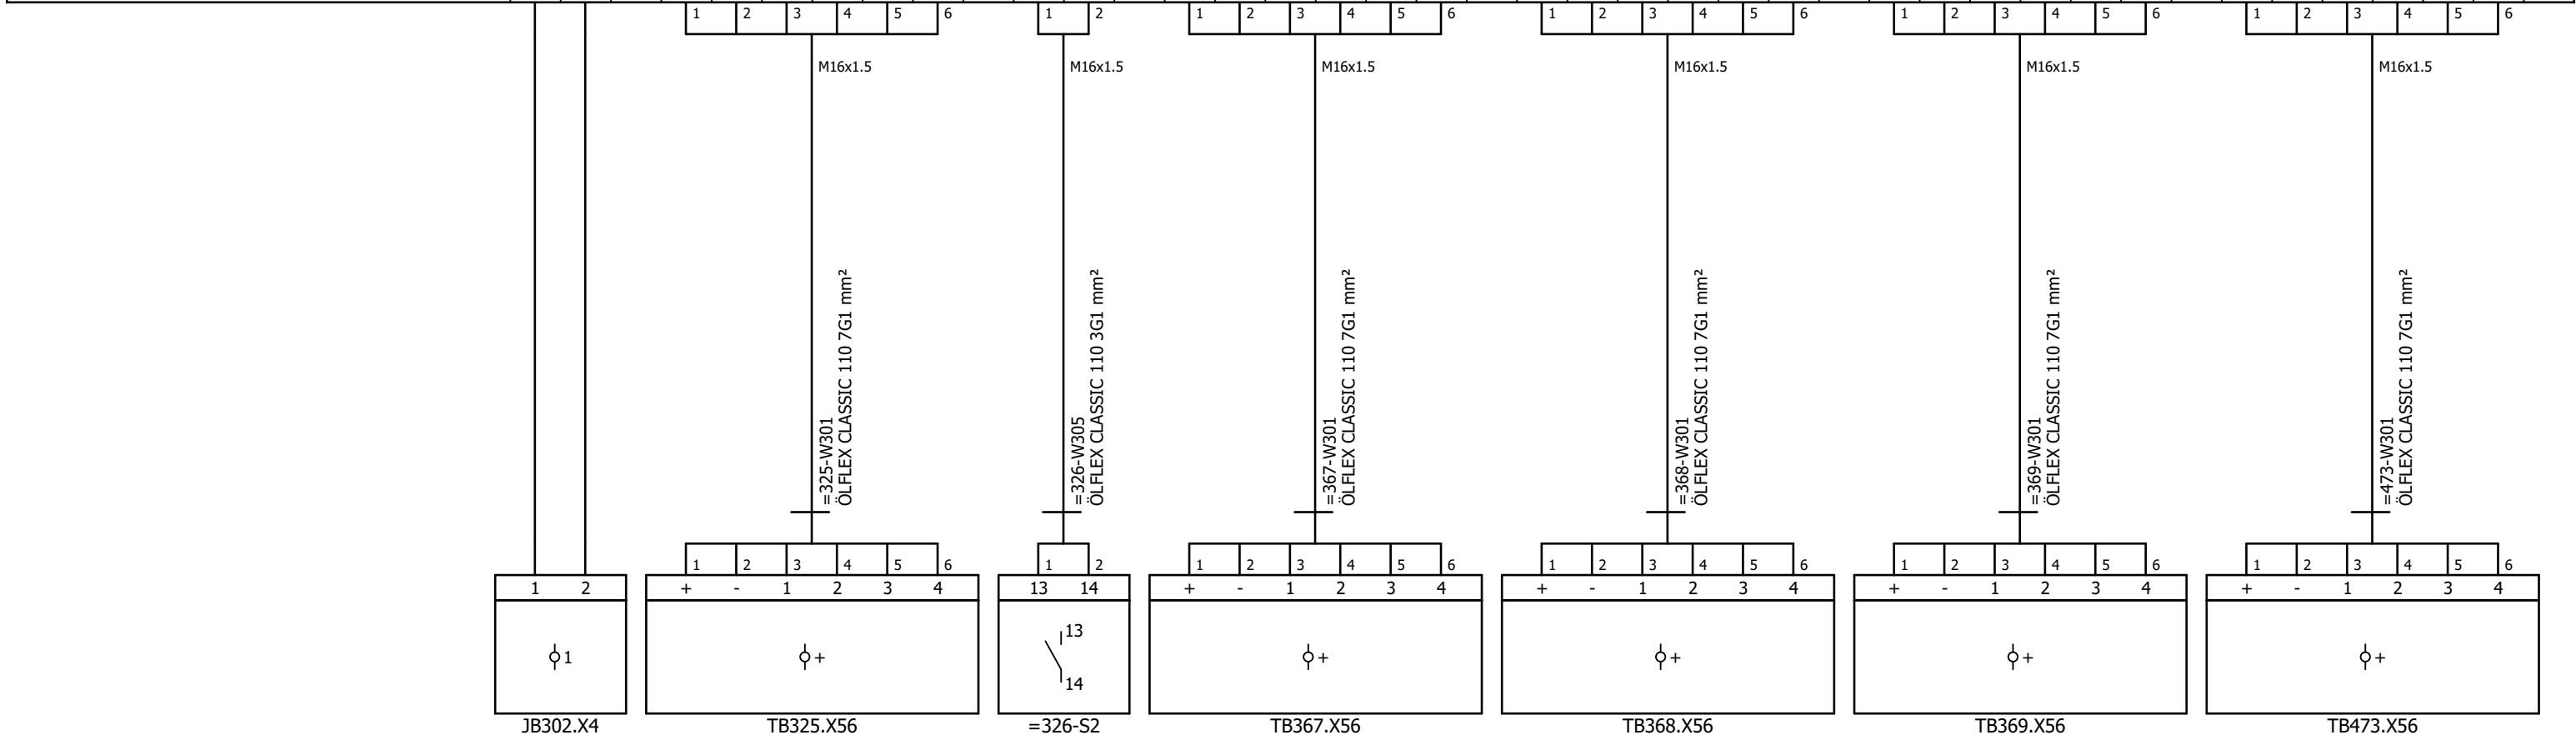 1 2 3 4 5 6 1 2 1 2 3 4 5 6 1 2 3 4 5 6 1 2 3 4 5 6 1 2 3 4 5 6
M16x1.5 M16x1.5 M16x1.5 M16x1.5 M16x1.5 M16x1.5
=325-W301
ÖLFLEX CLASSIC 110 7G1 mm²
=326-W305
ÖLFLEX CLASSIC 110 3G1 mm²
=367-W301
ÖLFLEX CLASSIC 110 7G1 mm²
=368-W301
ÖLFLEX CLASSIC 110 7G1 mm²
=369-W301
ÖLFLEX CLASSIC 110 7G1 mm²
=473-W301
ÖLFLEX CLASSIC 110 7G1 mm²
1 2 3 4 5 6 1 2 1 2 3 4 5 6 1 2 3 4 5 6 1 2 3 4 5 6 1 2 3 4 5 6
1 2 + - 1 2 3 4 13 14 + - 1 2 3 4 + - 1 2 3 4 + - 1 2 3 4 + - 1 2 3 4
13
1 + + + + +
14
JB302.X4 TB325.X56 =326-S2 TB367.X56 TB368.X56 TB369.X56 TB473.X56